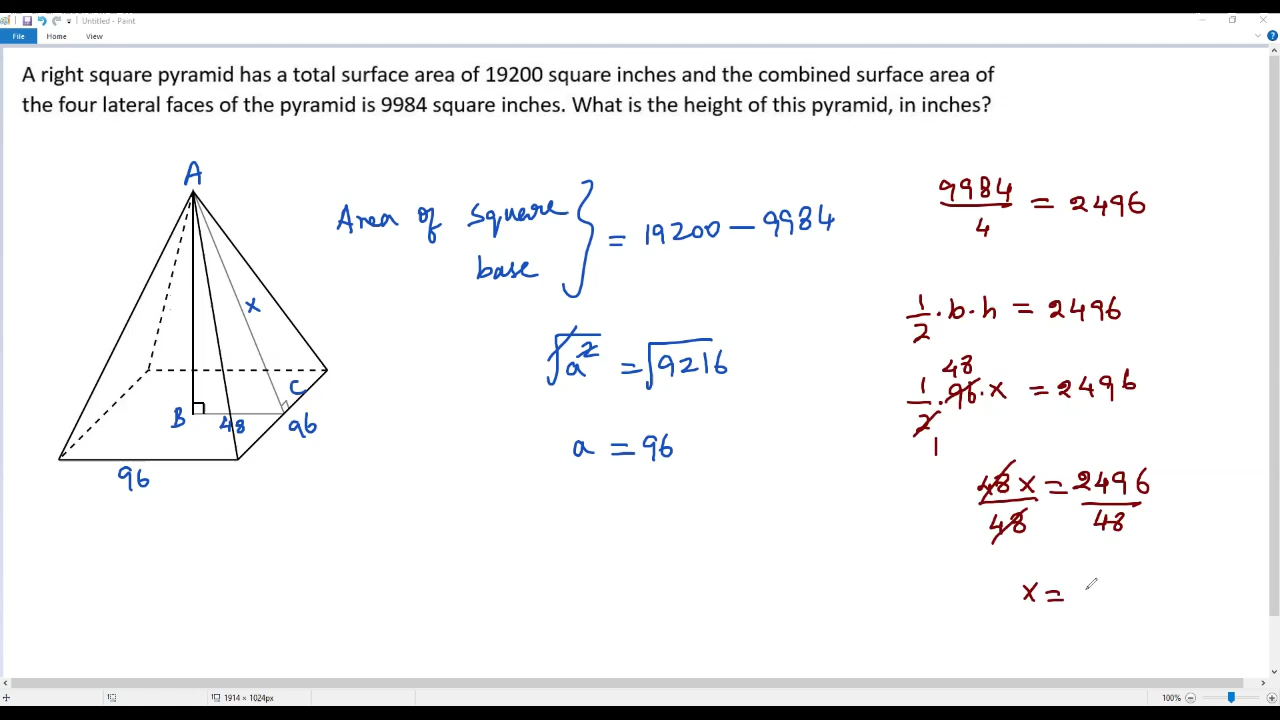 Untitled - Paint
File Home View
A right square pyramid has a total surface area of 19200 square inches and the combined surface area of
the four lateral faces of the pyramid is 9984 square inches. What is the height of this pyramid, in inches?
A
x
B
C
48
96
96
Area of square
base } = 19200 - 9984
√a² = √9216
a = 96
9984/4 = 2496
1/2 · b · h = 2496
48
1/2 · 96 · x = 2496
1
48x/48 = 2496/48
x =
1914 × 1024px
100%